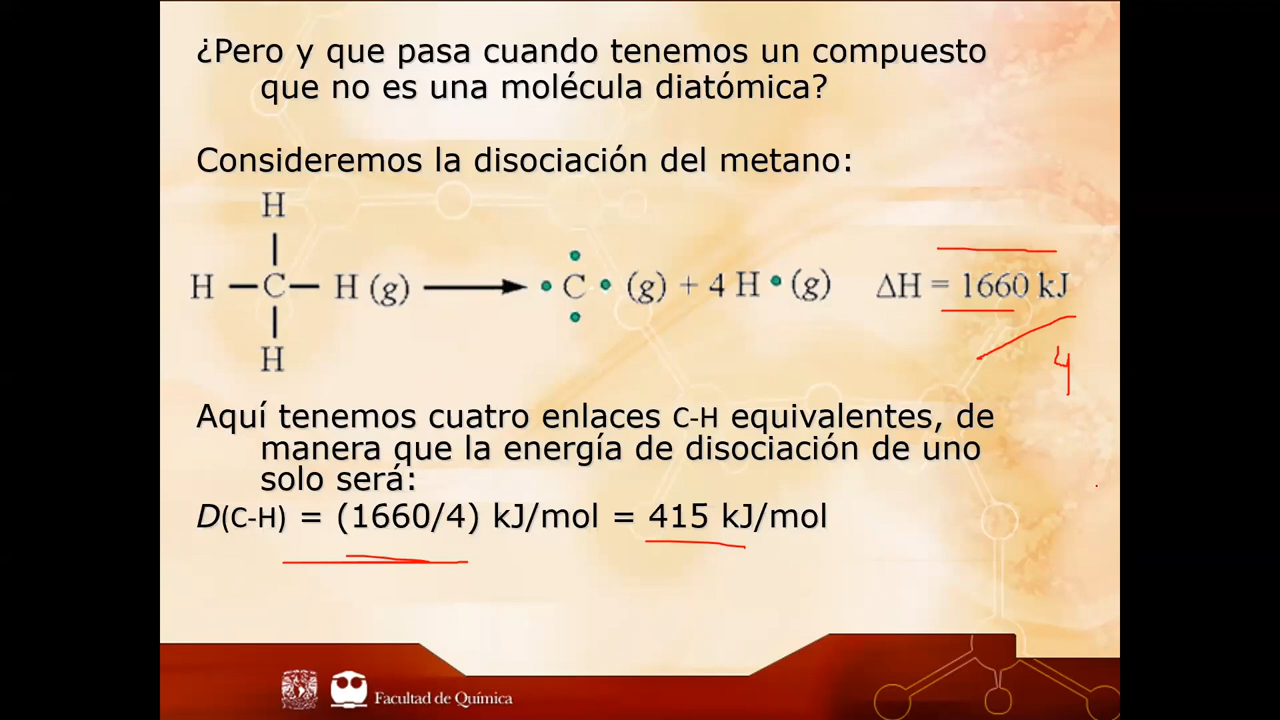 ¿Pero y que pasa cuando tenemos un compuesto
que no es una molécula diatómica?
Consideremos la disociación del metano:
H
|
H — C — H (g) ⟶ • C • (g) + 4 H • (g) ΔH = 1660 kJ
|
H
4
Aquí tenemos cuatro enlaces C-H equivalentes, de
manera que la energía de disociación de uno
solo será:
D(C-H) = (1660/4) kJ/mol = 415 kJ/mol
Facultad de Química